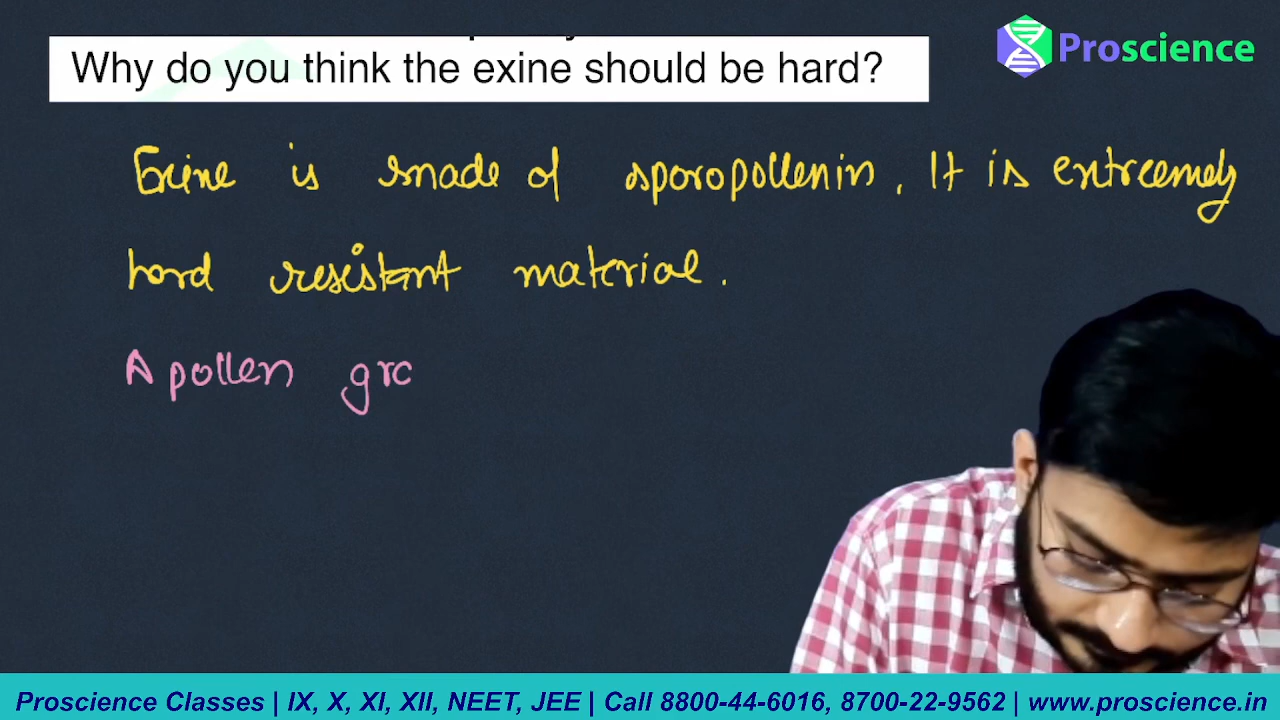 Proscience
Why do you think the exine should be hard?
Exine is made of sporopollenin. It is extremely
hard resistant material.
A pollen gra
Proscience Classes | IX, X, XI, XII, NEET, JEE | Call 8800-44-6016, 8700-22-9562 | www.proscience.in